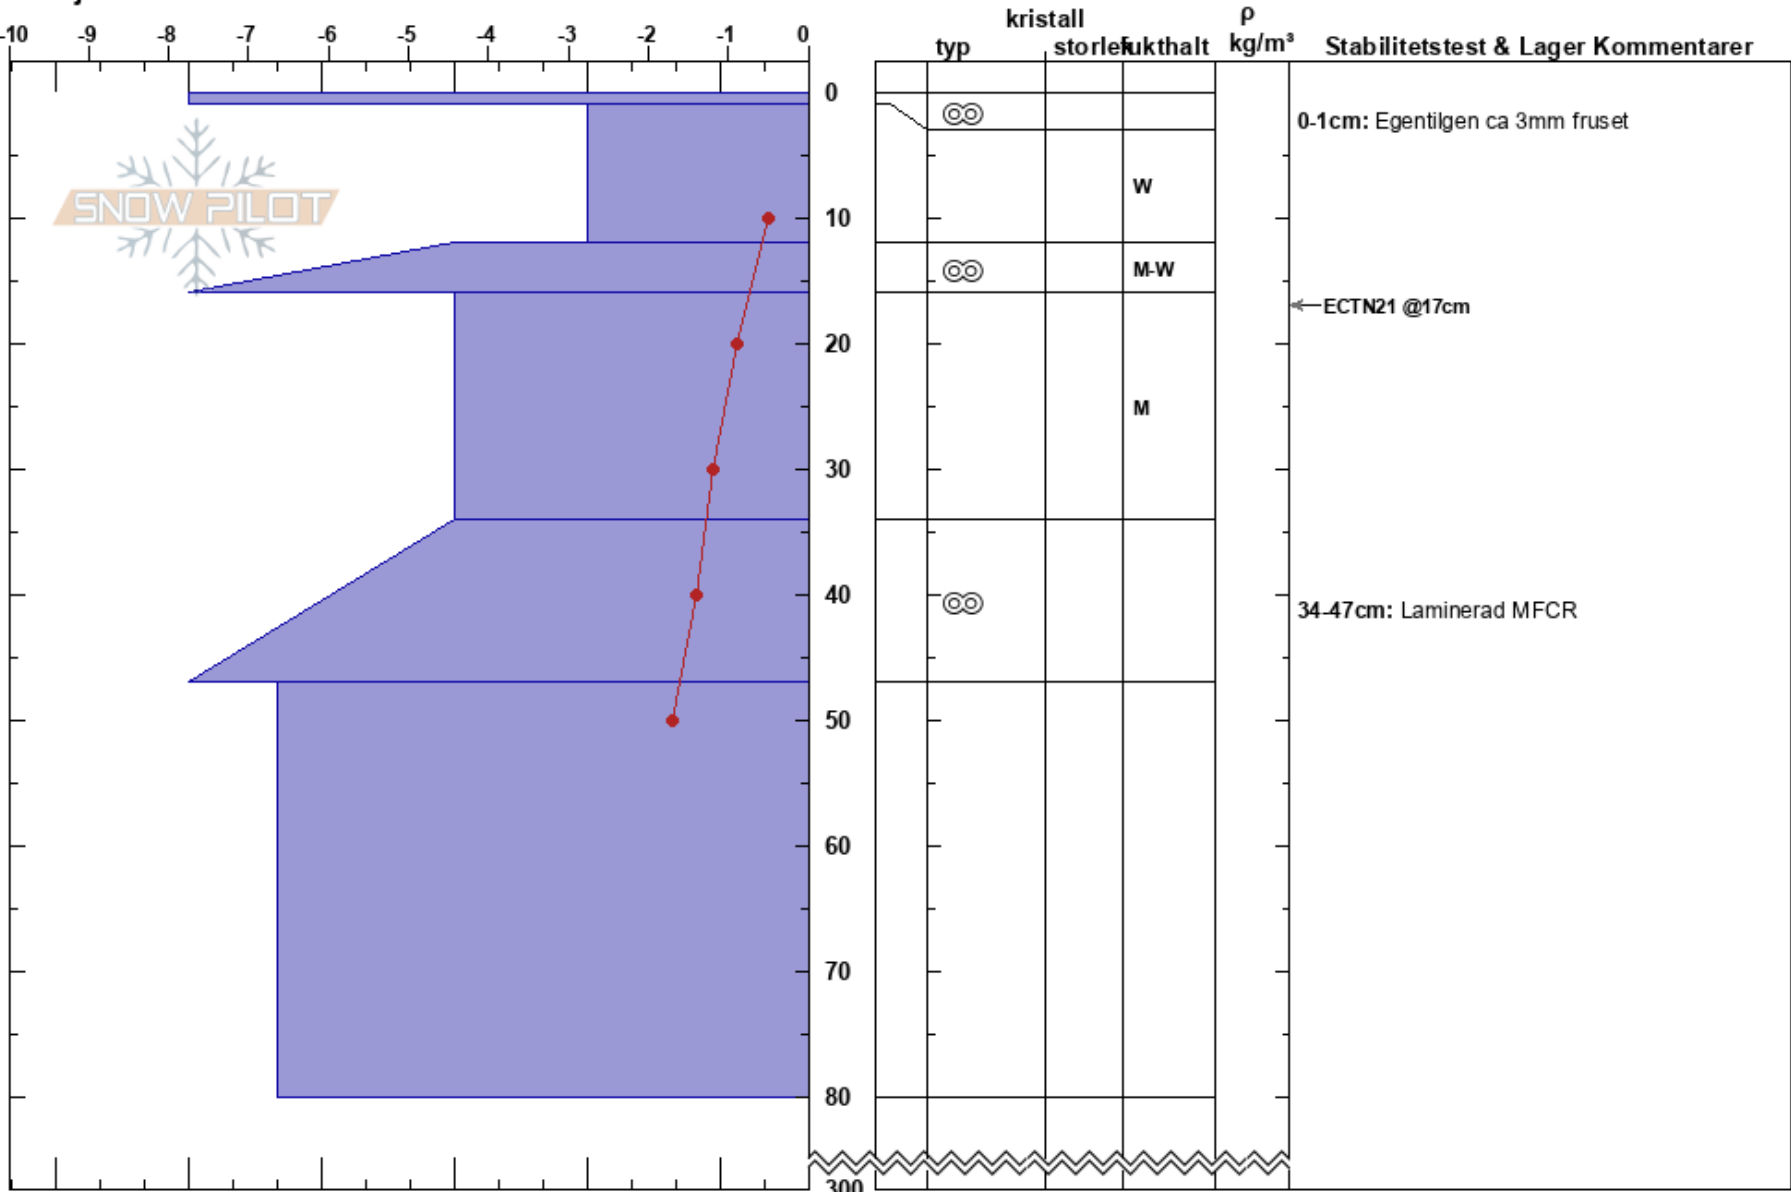 kristall ρ
-10 -9 -8 -7 -6 -5 -4 -3 -2 -1 0 typ storlek fukthalt kg/m³ Stabilitetstest & Lager Kommentarer
0
0-1cm: Egentilgen ca 3mm fruset
W
SNOW PILOT
10
M-W
ECTN21 @17cm
20
M
30
40
34-47cm: Laminerad MFCR
50
60
70
80
300